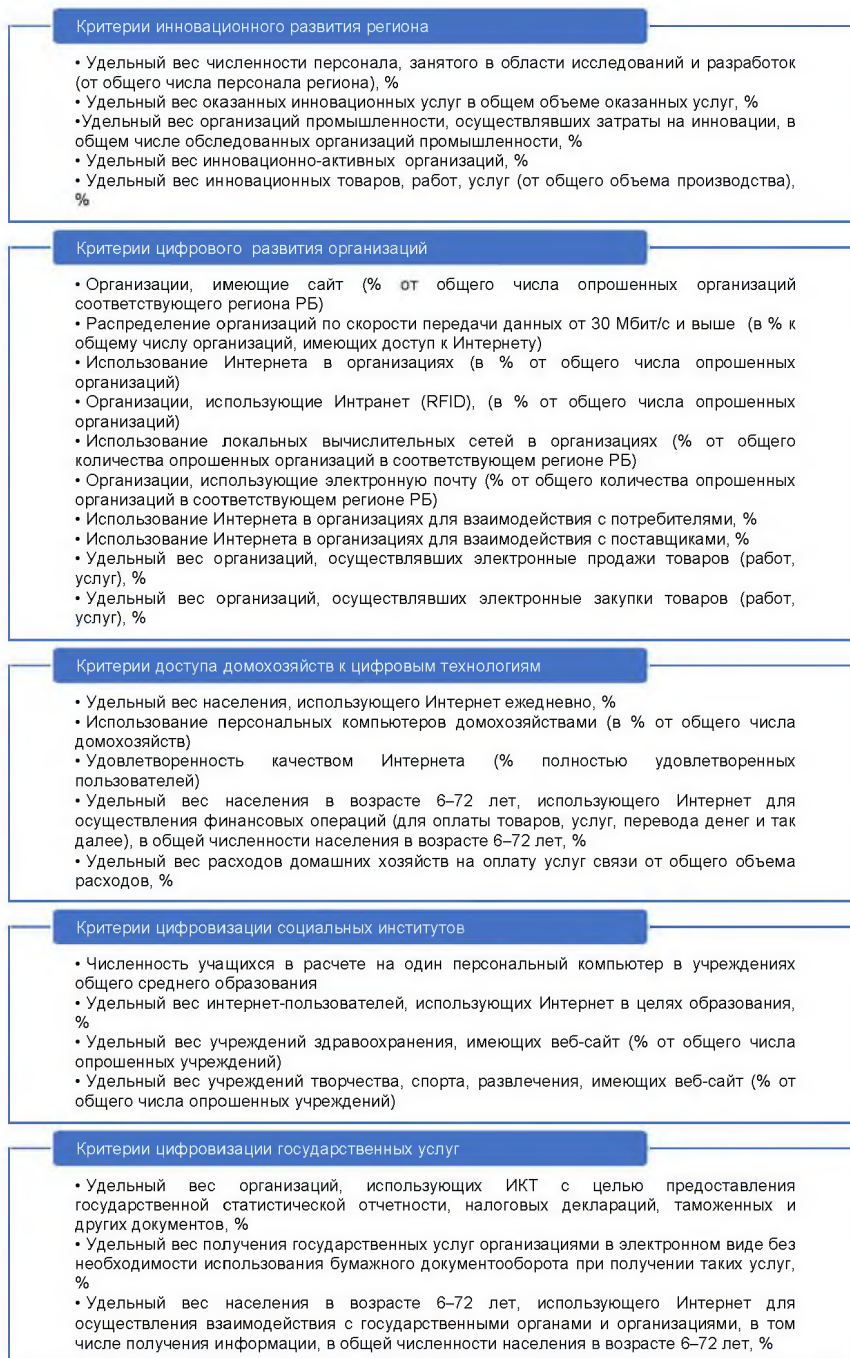 Критерии инновационного развития региона
• Удельный вес численности персонала, занятого в области исследований и разработок
(от общего числа персонала региона), %
• Удельный вес оказанных инновационных услуг в общем объеме оказанных услуг, %
•Удельный вес организаций промышленности, осуществлявших затраты на инновации, в
общем числе обследованных организаций промышленности, %
• Удельный вес инновационно-активных организаций, %
• Удельный вес инновационных товаров, работ, услуг (от общего объема производства),
%
Критерии цифрового развития организаций
• Организации, имеющие сайт (% от общего числа опрошенных организаций
соответствующего региона РБ)
• Распределение организаций по скорости передачи данных от 30 Мбит/с и выше (в % к
общему числу организаций, имеющих доступ к Интернету)
• Использование Интернета в организациях (в % от общего числа опрошенных
организаций)
• Организации, использующие Интранет (RFID), (в % от общего числа опрошенных
организаций)
• Использование локальных вычислительных сетей в организациях (% от общего
количества опрошенных организаций в соответствующем регионе РБ)
• Организации, использующие электронную почту (% от общего количества опрошенных
организаций в соответствующем регионе РБ)
• Использование Интернета в организациях для взаимодействия с потребителями, %
• Использование Интернета в организациях для взаимодействия с поставщиками, %
• Удельный вес организаций, осуществлявших электронные продажи товаров (работ,
услуг), %
• Удельный вес организаций, осуществлявших электронные закупки товаров (работ,
услуг), %
Критерии доступа домохозяйств к цифровым технологиям
• Удельный вес населения, использующего Интернет ежедневно, %
• Использование персональных компьютеров домохозяйствами (в % от общего числа
домохозяйств)
• Удовлетворенность качеством Интернета (% полностью удовлетворенных
пользователей)
• Удельный вес населения в возрасте 6–72 лет, использующего Интернет для
осуществления финансовых операций (для оплаты товаров, услуг, перевода денег и так
далее), в общей численности населения в возрасте 6–72 лет, %
• Удельный вес расходов домашних хозяйств на оплату услуг связи от общего объема
расходов, %
Критерии цифровизации социальных институтов
• Численность учащихся в расчете на один персональный компьютер в учреждениях
общего среднего образования
• Удельный вес интернет-пользователей, использующих Интернет в целях образования,
%
• Удельный вес учреждений здравоохранения, имеющих веб-сайт (% от общего числа
опрошенных учреждений)
• Удельный вес учреждений творчества, спорта, развлечения, имеющих веб-сайт (% от
общего числа опрошенных учреждений)
Критерии цифровизации государственных услуг
• Удельный вес организаций, использующих ИКТ с целью предоставления
государственной статистической отчетности, налоговых деклараций, таможенных и
других документов, %
• Удельный вес получения государственных услуг организациями в электронном виде без
необходимости использования бумажного документооборота при получении таких услуг,
%
• Удельный вес населения в возрасте 6–72 лет, использующего Интернет для
осуществления взаимодействия с государственными органами и организациями, в том
числе получения информации, в общей численности населения в возрасте 6–72 лет, %